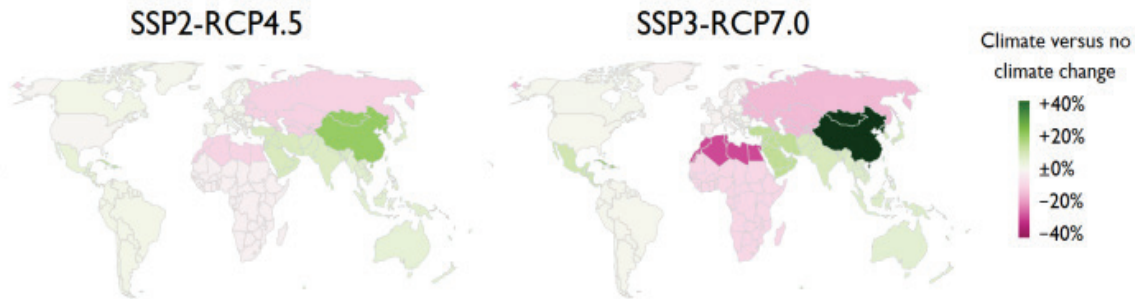 SSP2-RCP4.5
SSP3-RCP7.0
Climate versus no
climate change
+40%
+20%
±0%
−20%
−40%